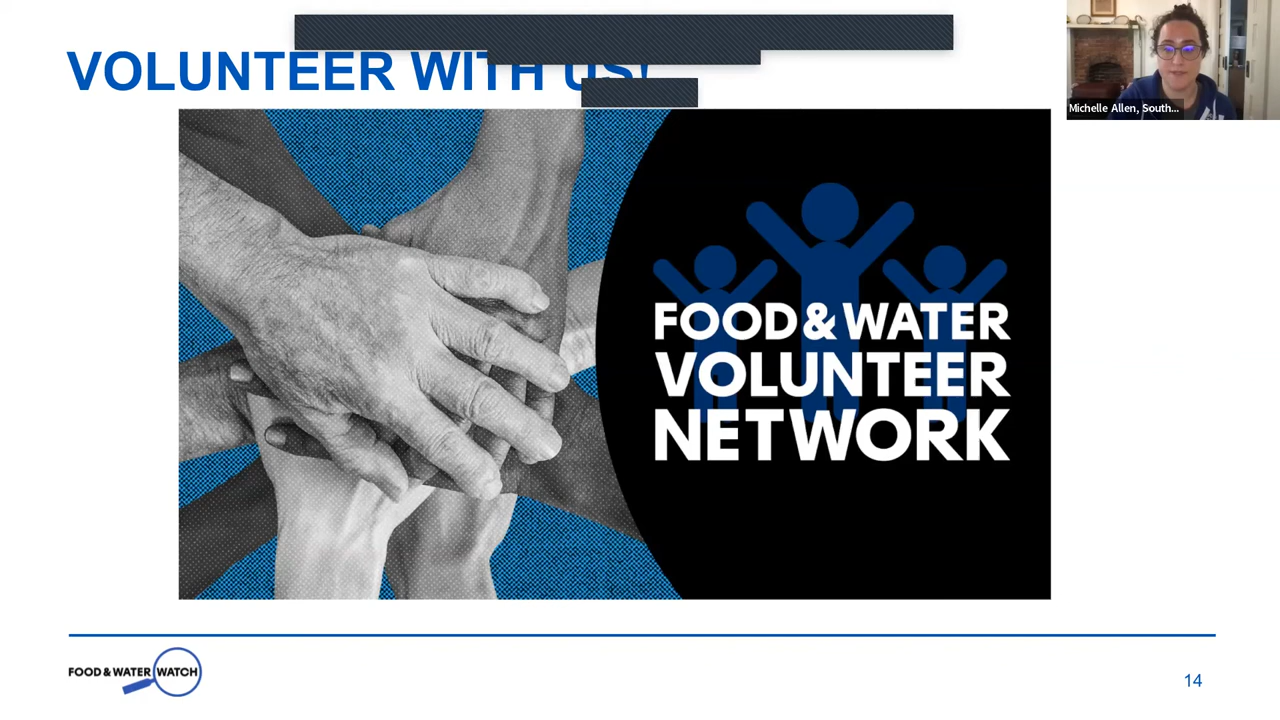 VOLUNTEER WITH US!
Michelle Allen, South...
FOOD & WATER
VOLUNTEER
NETWORK
FOOD & WATER WATCH
14